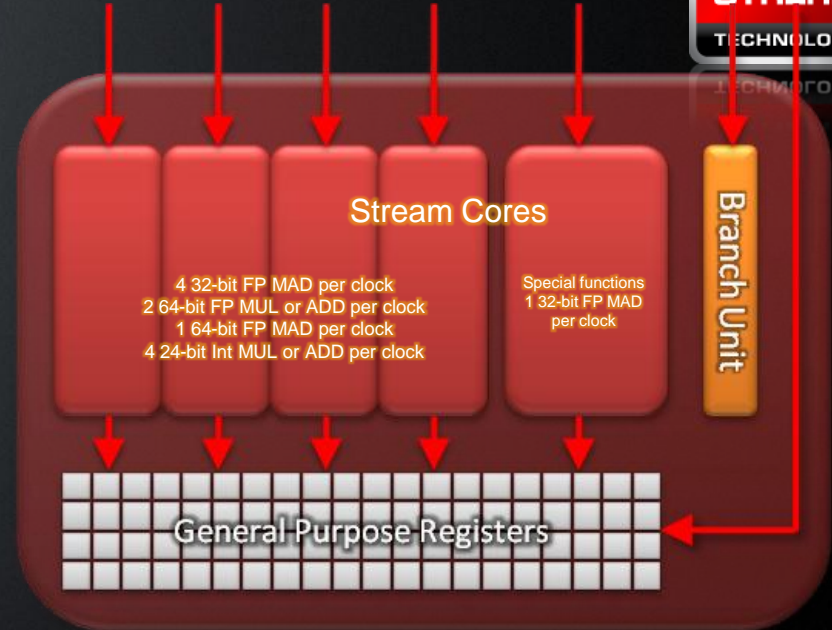 TECHNOLO
Stream Cores
4 32-bit FP MAD per clock
2 64-bit FP MUL or ADD per clock
1 64-bit FP MAD per clock
4 24-bit Int MUL or ADD per clock
Special functions
1 32-bit FP MAD
per clock
Branch Unit
General Purpose Registers